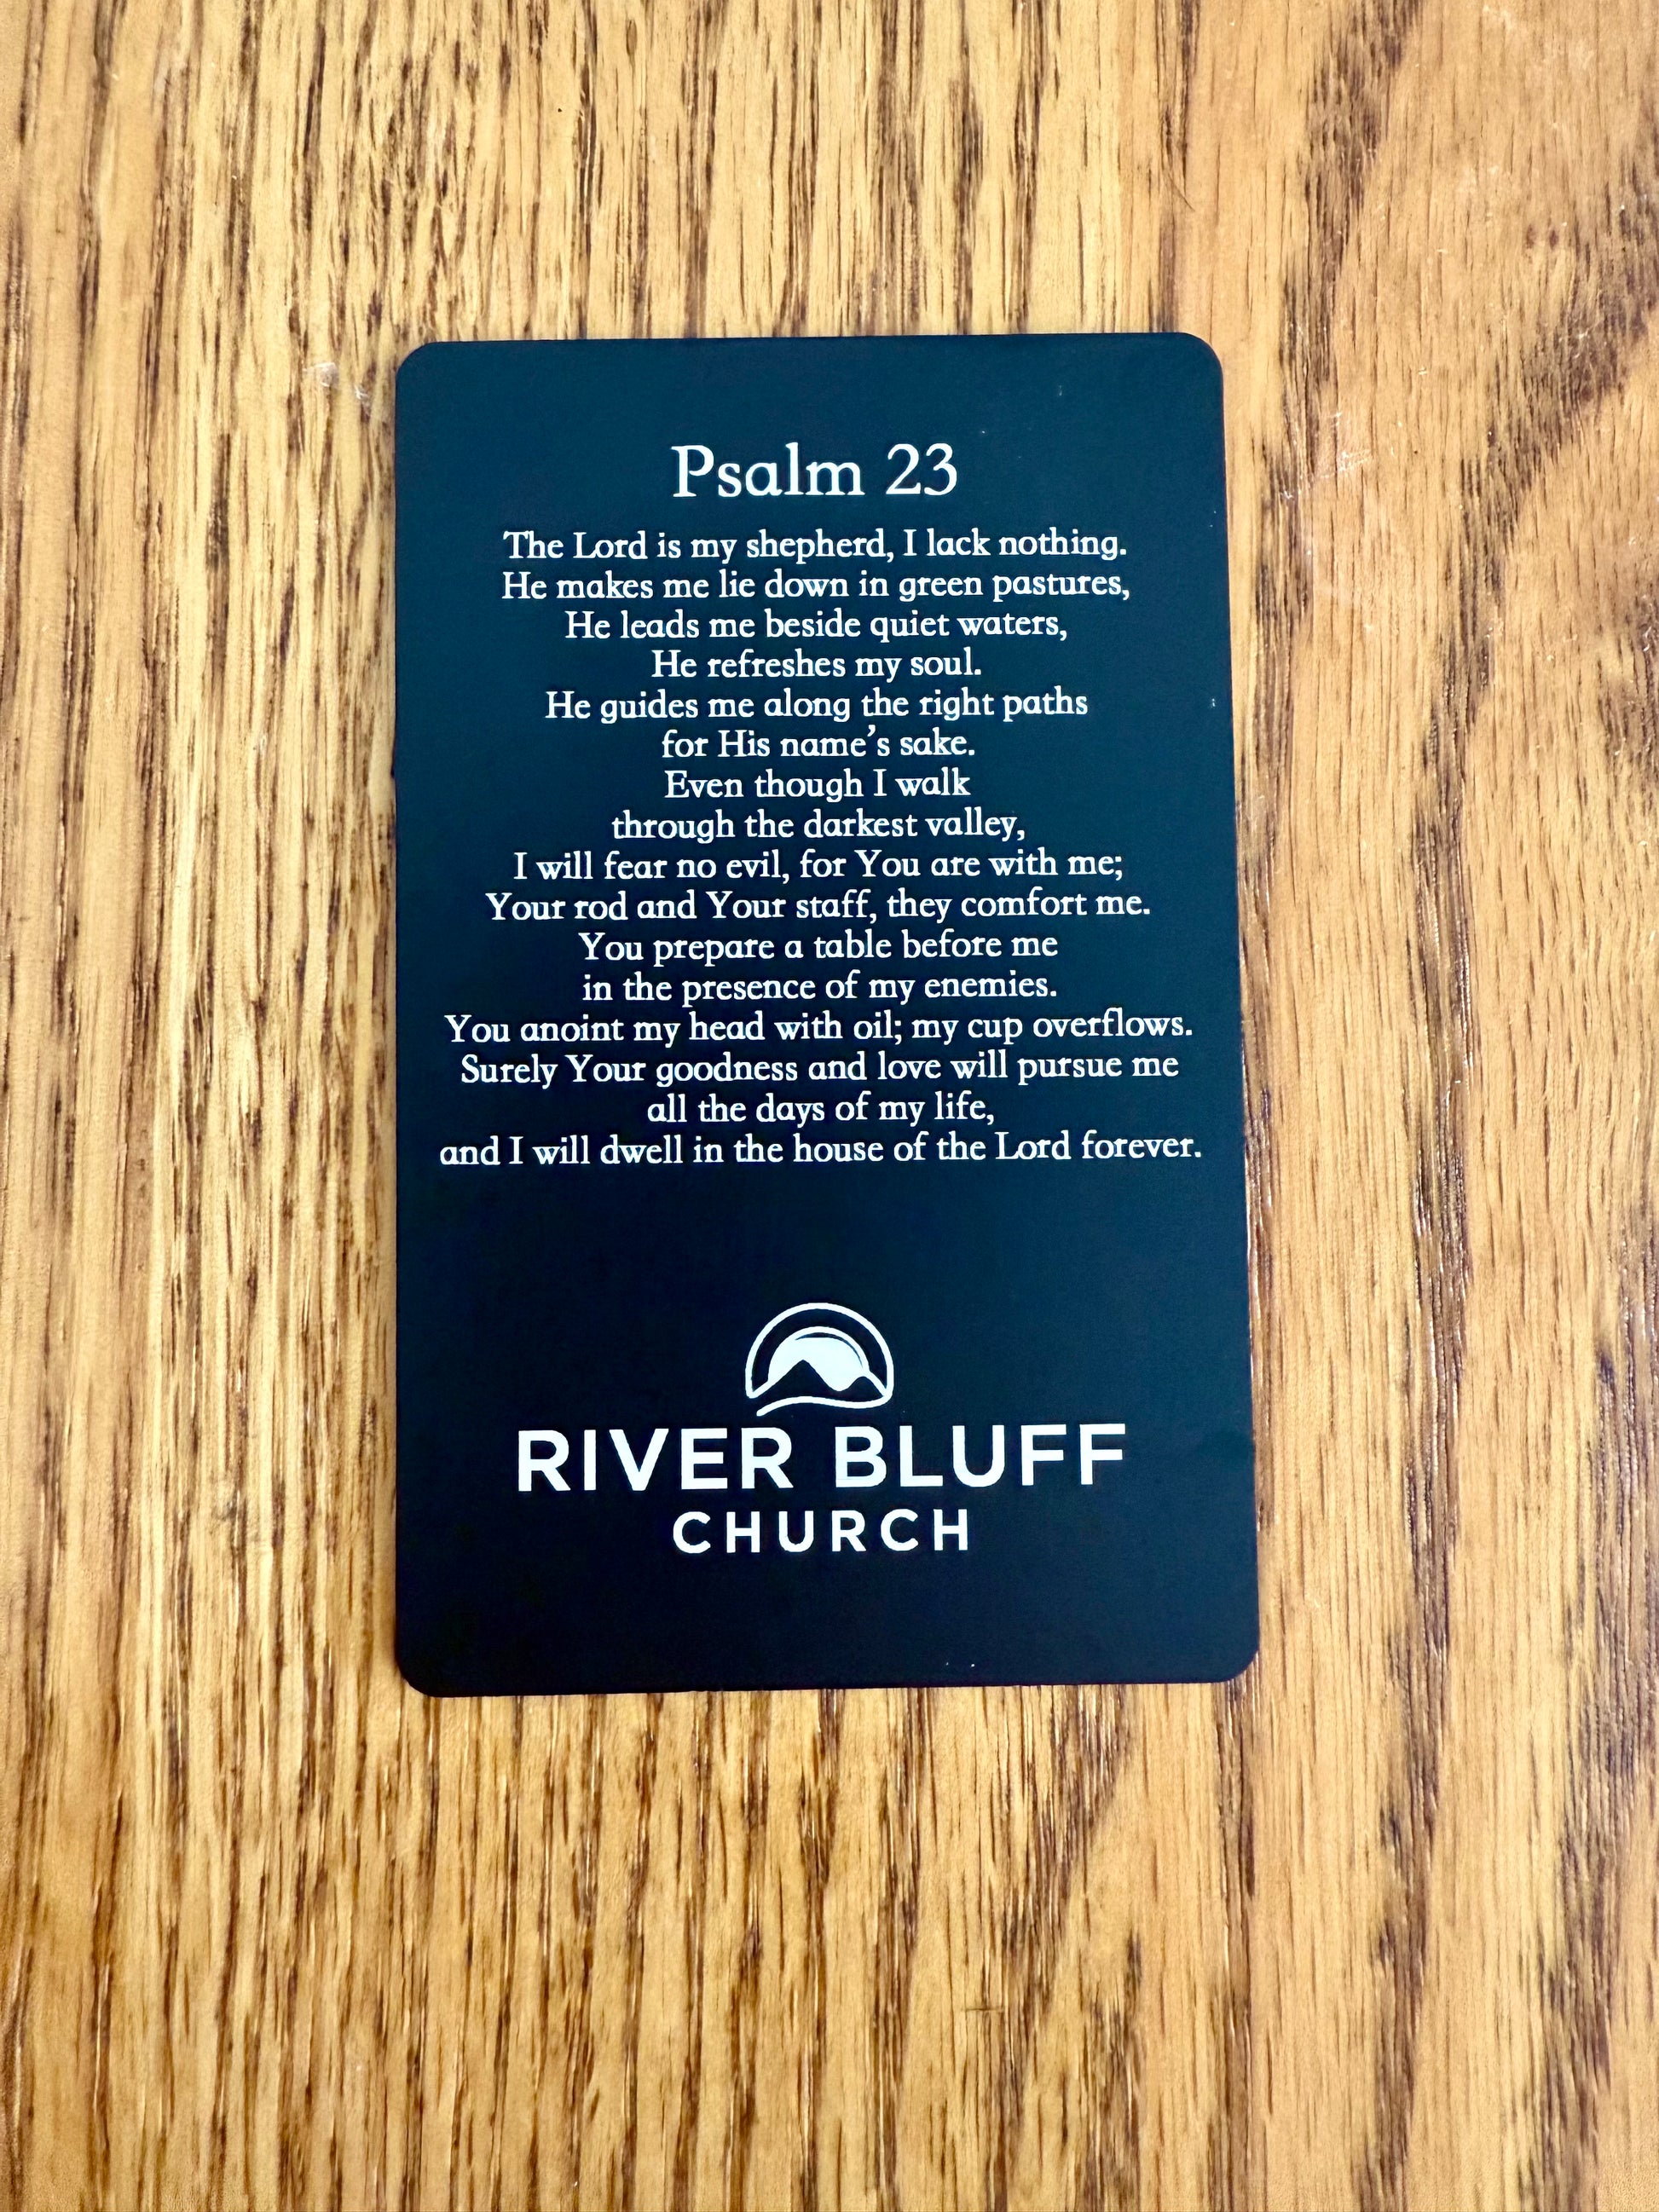 Psalm 23
The Lord is my shepherd, I lack nothing.
He makes me lie down in green pastures,
He leads me beside quiet waters,
He refreshes my soul.
He guides me along the right paths
for His name's sake.
Even though I walk
through the darkest valley,
I will fear no evil, for You are with me;
Your rod and Your staff, they comfort me.
You prepare a table before me
in the presence of my enemies.
You anoint my head with oil; my cup overflows.
Surely Your goodness and love will pursue me
all the days of my life,
and I will dwell in the house of the Lord forever.
RIVER BLUFF
CHURCH